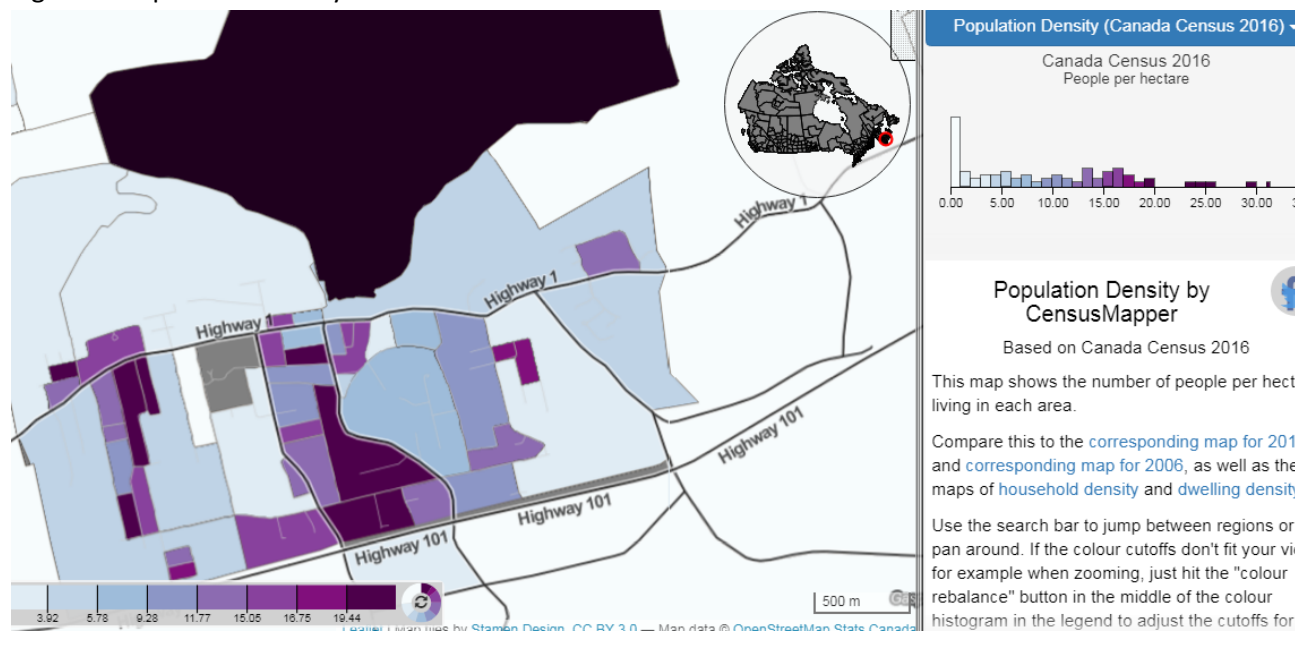 Highway 1
Highway 1
Highway 1
Highway 101
Highway 101
Highway 101
3.92 5.78 9.28 11.77 15.05 16.75 19.44
500 m
Leaflet | Map tiles by Stamen Design, CC BY 3.0 — Map data © OpenStreetMap Stats Canada
Population Density (Canada Census 2016)
Canada Census 2016
People per hectare
0.00 5.00 10.00 15.00 20.00 25.00 30.00
Population Density by
CensusMapper
Based on Canada Census 2016
This map shows the number of people per hect
living in each area.
Compare this to the corresponding map for 201
and corresponding map for 2006, as well as the
maps of household density and dwelling density
Use the search bar to jump between regions or
pan around. If the colour cutoffs don't fit your vi
for example when zooming, just hit the "colour
rebalance" button in the middle of the colour
histogram in the legend to adjust the cutoffs for